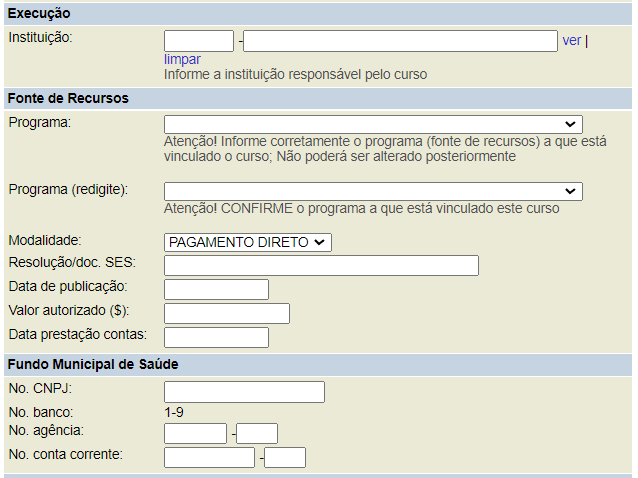 Execução
Instituição: - ver |
limpar
Informe a instituição responsável pelo curso
Fonte de Recursos
Programa:
Atenção! Informe corretamente o programa (fonte de recursos) a que está
vinculado o curso; Não poderá ser alterado posteriormente
Programa (redigite):
Atenção! CONFIRME o programa a que está vinculado este curso
Modalidade: PAGAMENTO DIRETO
Resolução/doc. SES:
Data de publicação:
Valor autorizado ($):
Data prestação contas:
Fundo Municipal de Saúde
No. CNPJ:
No. banco: 1-9
No. agência: -
No. conta corrente: -